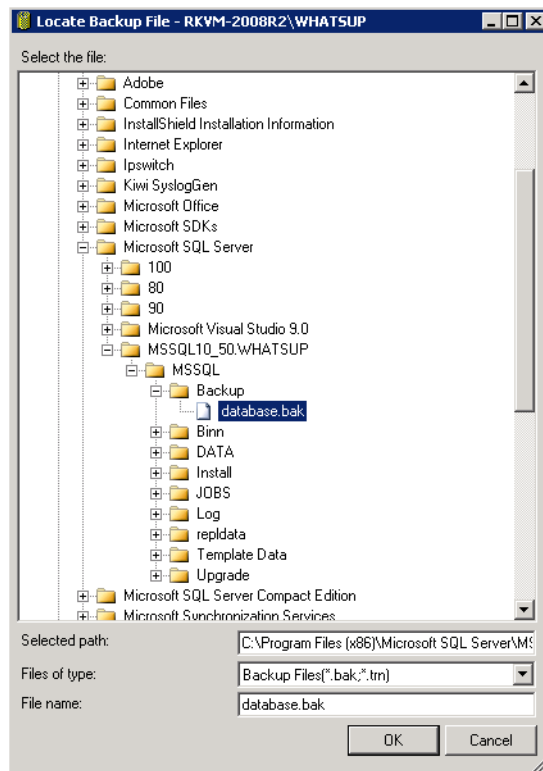 Locate Backup File - RKVM-2008R2\WHATSUP
Select the file:
Adobe
Common Files
InstallShield Installation Information
Internet Explorer
Ipswitch
Kiwi SyslogGen
Microsoft Office
Microsoft SDKs
Microsoft SQL Server
100
80
90
Microsoft Visual Studio 9.0
MSSQL10_50.WHATSUP
MSSQL
Backup
database.bak
Binn
DATA
Install
JOBS
Log
repldata
Template Data
Upgrade
Microsoft SQL Server Compact Edition
Microsoft Synchronization Services
Selected path: C:\Program Files (x86)\Microsoft SQL Server\MS
Files of type: Backup Files(*.bak;*.trn)
File name: database.bak
OK Cancel